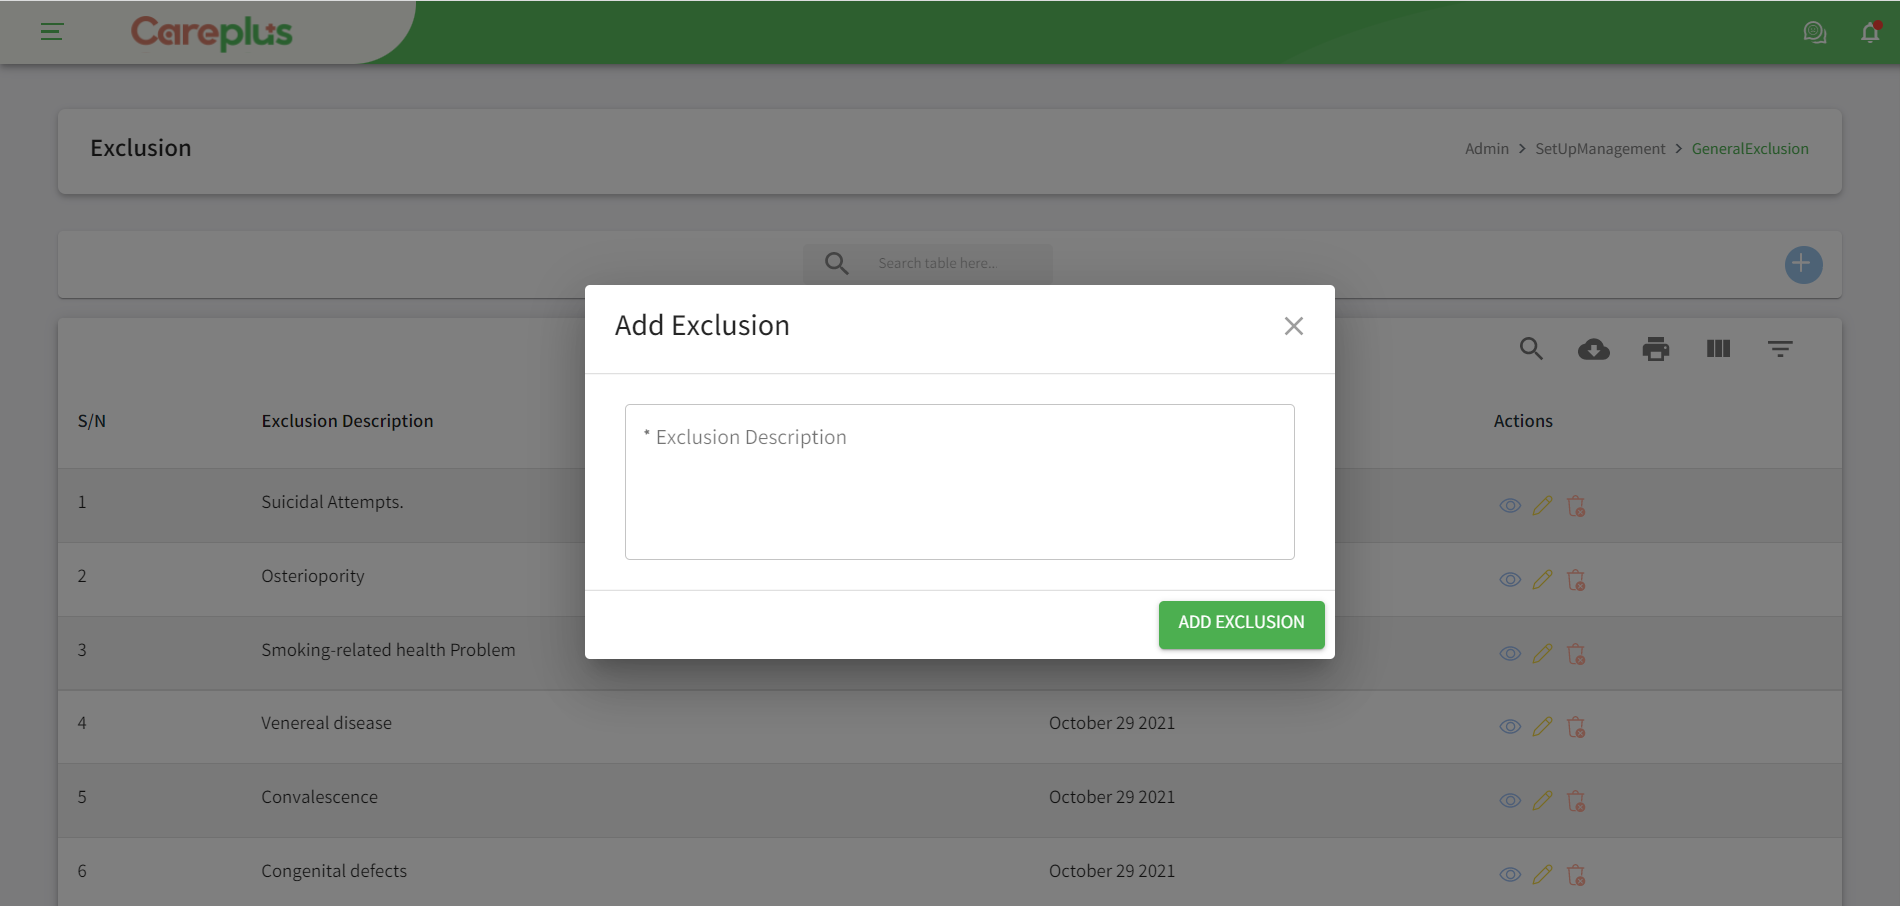 Careplus
Exclusion
Admin > SetUpManagement > GeneralExclusion
Search table here...
Add Exclusion
* Exclusion Description
ADD EXCLUSION
S/N Exclusion Description Actions
1 Suicidal Attempts.
2 Osteriopority
3 Smoking-related health Problem
4 Venereal disease October 29 2021
5 Convalescence October 29 2021
6 Congenital defects October 29 2021